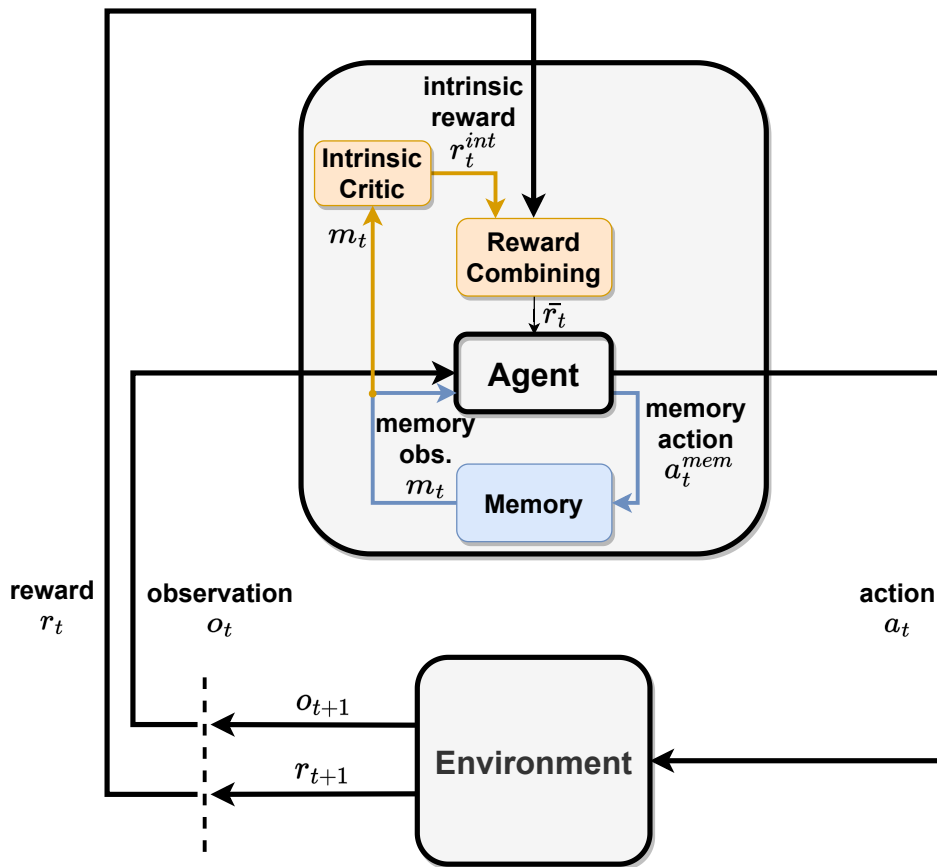 intrinsic
reward
r_t^{int}
Intrinsic
Critic
m_t
Reward
Combining
\bar{r}_t
Agent
memory
obs.
m_t
memory
action
a_t^{mem}
Memory
reward
r_t
observation
o_t
action
a_t
o_{t+1}
Environment
r_{t+1}